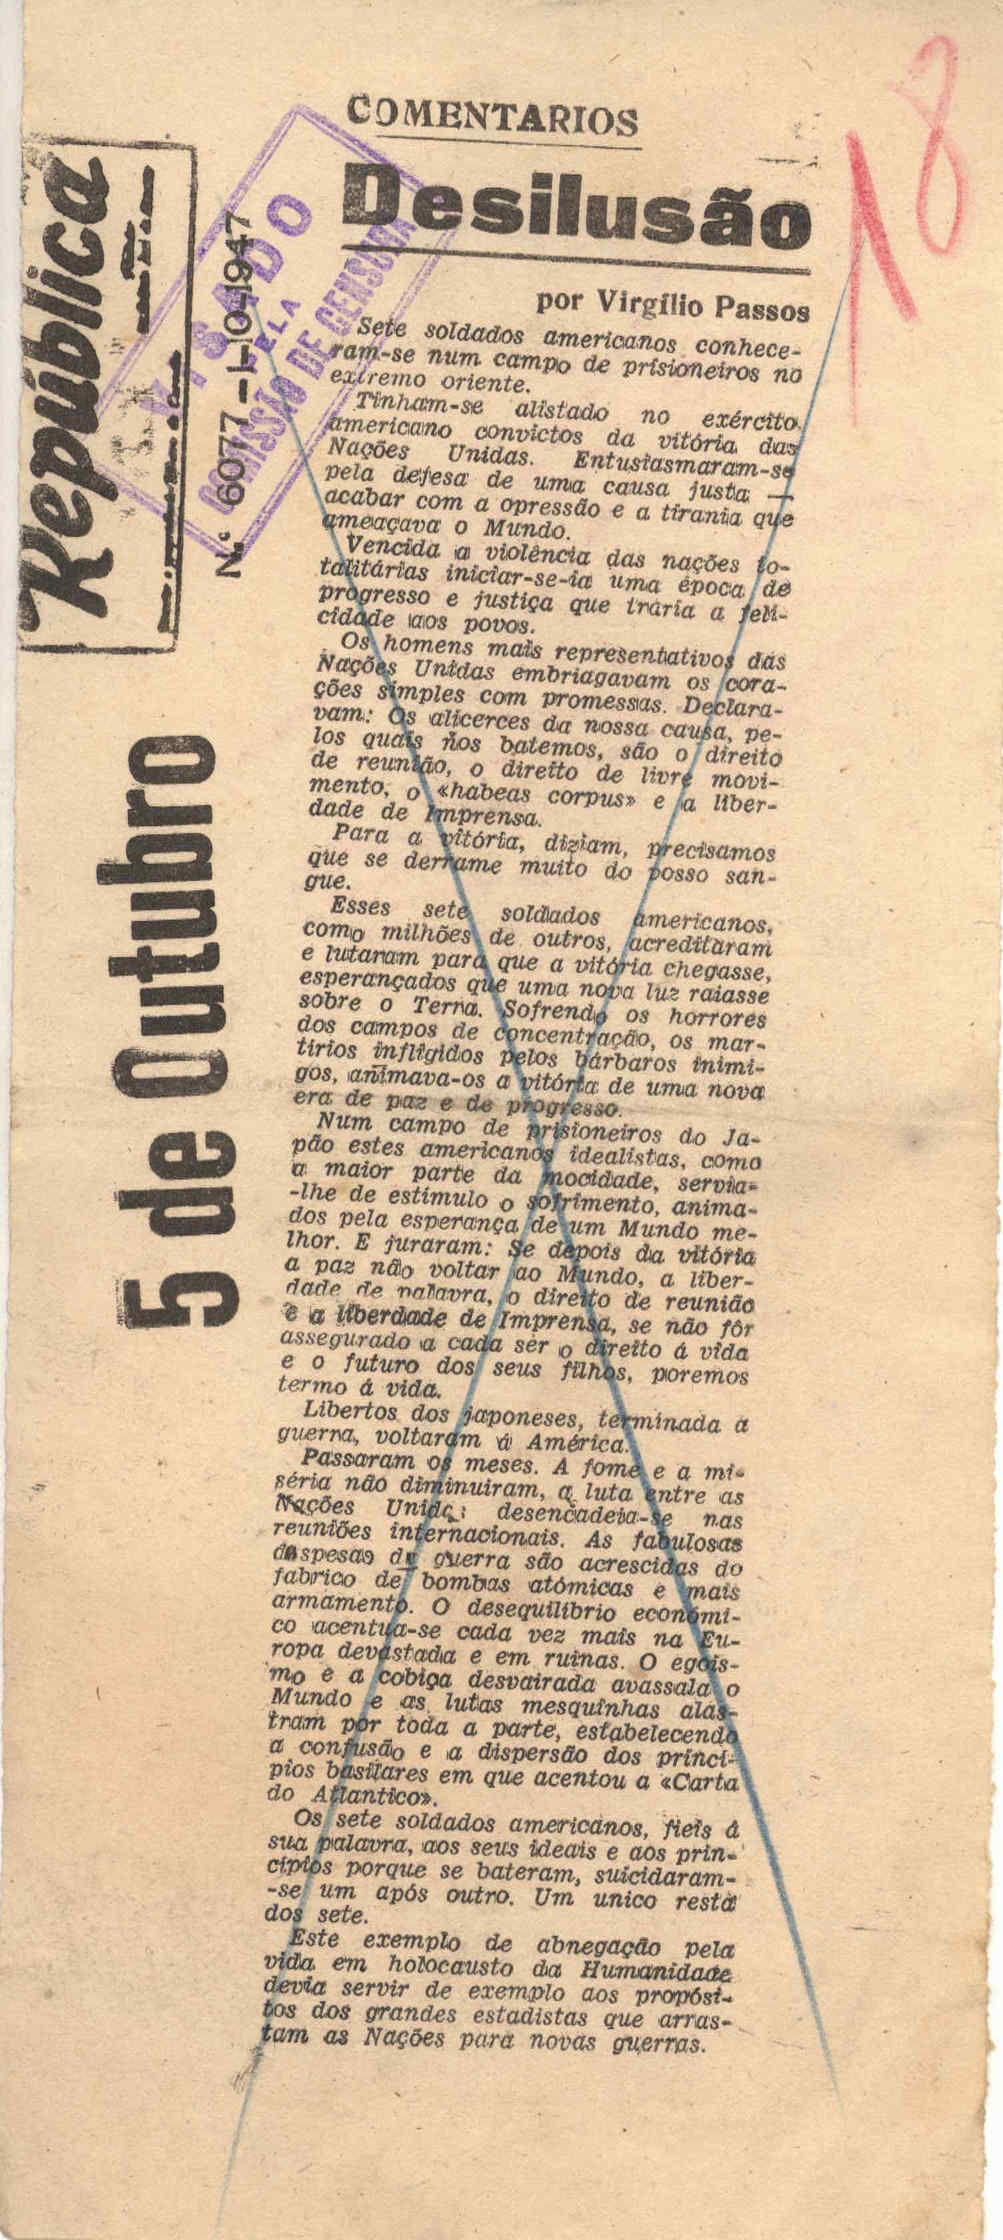 República
5 de Outubro
VISADO
PELA
COMISSÃO DE CENSURA
N.º 6077 - 1-10-1947
18
COMENTARIOS
Desilusão
por Virgílio Passos
Sete soldados americanos conhece-
ram-se num campo de prisioneiros no
extremo oriente.
Tinham-se alistado no exército
americano convictos da vitória das
Nações Unidas. Entusiasmaram-se
pela defesa de uma causa justa —
acabar com a opressão e a tirania que
ameaçava o Mundo.
Vencida a violência das nações to-
talitárias iniciar-se-ia uma época de
progresso e justiça que traria a feli-
cidade aos povos.
Os homens mais representativos das
Nações Unidas embriagavam os cora-
ções simples com promessas. Declara-
vam: Os alicerces da nossa causa, pe-
los quais nos batemos, são o direito
de reunião, o direito de livre movi-
mento, o «habeas corpus» e a liber-
dade de Imprensa.
Para a vitória, diziam, precisamos
que se derrame muito do vosso san-
gue.
Esses sete soldados americanos,
como milhões de outros, acreditaram
e lutaram para que a vitória chegasse,
esperançados que uma nova luz raiasse
sobre o Terra. Sofrendo os horrores
dos campos de concentração, os mar-
tírios infligidos pelos bárbaros inimi-
gos, animava-os a vitória de uma nova
era de paz e de progresso.
Num campo de prisioneiros do Ja-
pão estes americanos idealistas, como
a maior parte da mocidade, servia-
-lhe de estimulo o sofrimento, anima-
dos pela esperança de um Mundo me-
lhor. E juraram: Se depois da vitória
a paz não voltar ao Mundo, a liber-
dade de palavra, o direito de reunião
e a liberdade de Imprensa, se não fôr
assegurado a cada ser o direito á vida
e o futuro dos seus filhos, poremos
termo á vida.
Libertos dos japoneses, terminada a
guerra, voltaram á América.
Passaram os meses. A fome e a mi-
séria não diminuiram, a luta entre as
Nações Unidas desencadeia-se nas
reuniões internacionais. As fabulosas
despesas de guerra são acrescidas do
fabrico de bombas atómicas e mais
armamento. O desequilíbrio económi-
co acentua-se cada vez mais na Eu-
ropa devastada e em ruinas. O egois-
mo e a cobiça desvairada avassala o
Mundo e as lutas mesquinhas alas-
tram por toda a parte, estabelecendo
a confusão e a dispersão dos princí-
pios basilares em que acentou a «Carta
do Atlantico».
Os sete soldados americanos, fieis á
sua palavra, aos seus ideais e aos prin-
cípios porque se bateram, suicidaram-
-se um após outro. Um unico resta
dos sete.
Este exemplo de abnegação pela
vida em holocausto da Humanidade
devia servir de exemplo aos propósi-
tos dos grandes estadistas que arras-
tam as Nações para novas guerras.